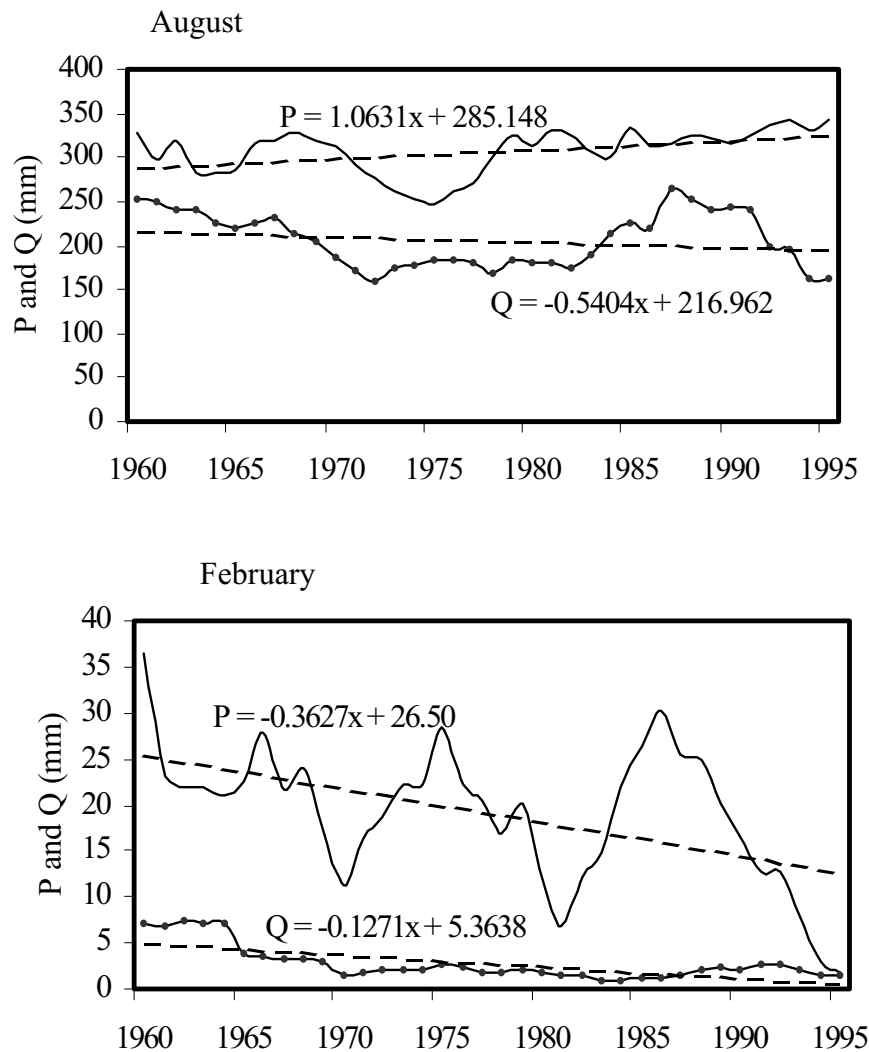 August
400
350
300
250
200
150
100
50
0
P and Q (mm)
P = 1.0631x + 285.148
Q = -0.5404x + 216.962
1960 1965 1970 1975 1980 1985 1990 1995
February
40
35
30
25
20
15
10
5
0
P and Q (mm)
P = -0.3627x + 26.50
Q = -0.1271x + 5.3638
1960 1965 1970 1975 1980 1985 1990 1995